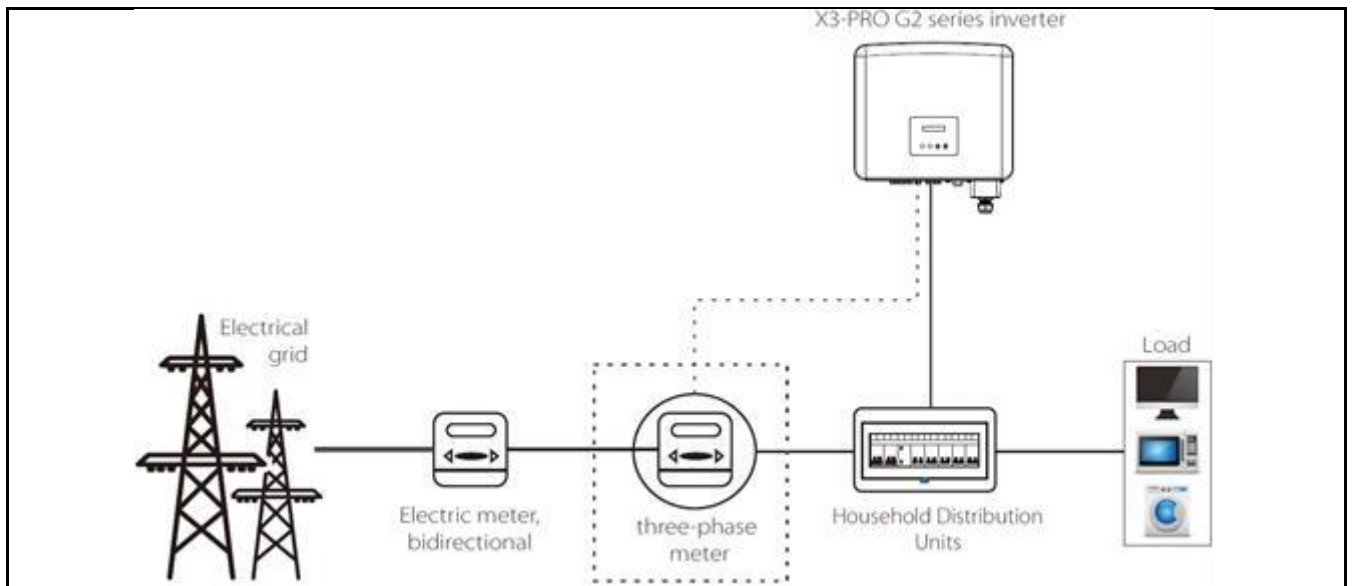 X3-PRO G2 series inverter
Electrical
grid
Load
Electric meter,
bidirectional
three-phase
meter
Household Distribution
Units